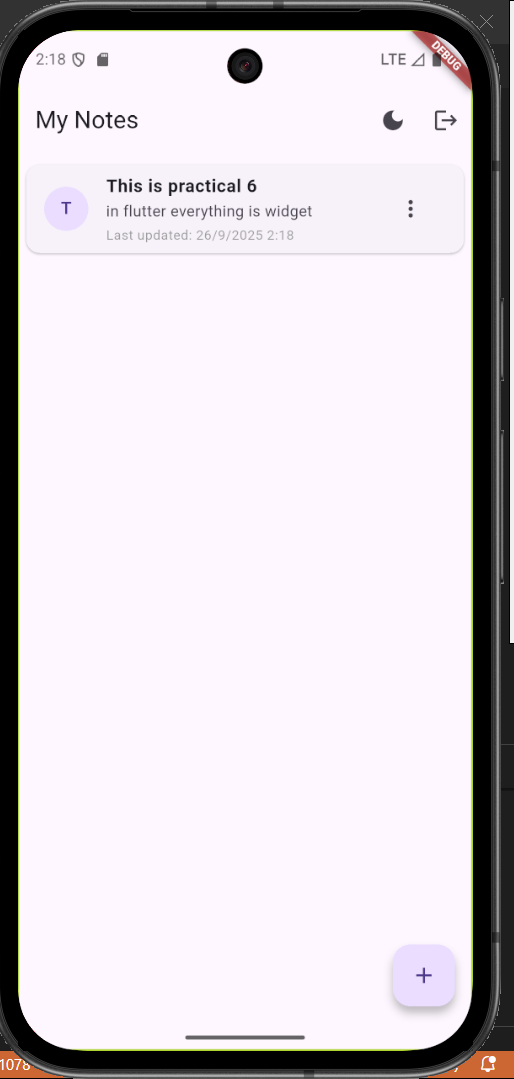 2:18
LTE
DEBUG
My Notes
T
This is practical 6
in flutter everything is widget
Last updated: 26/9/2025 2:18
+
1078